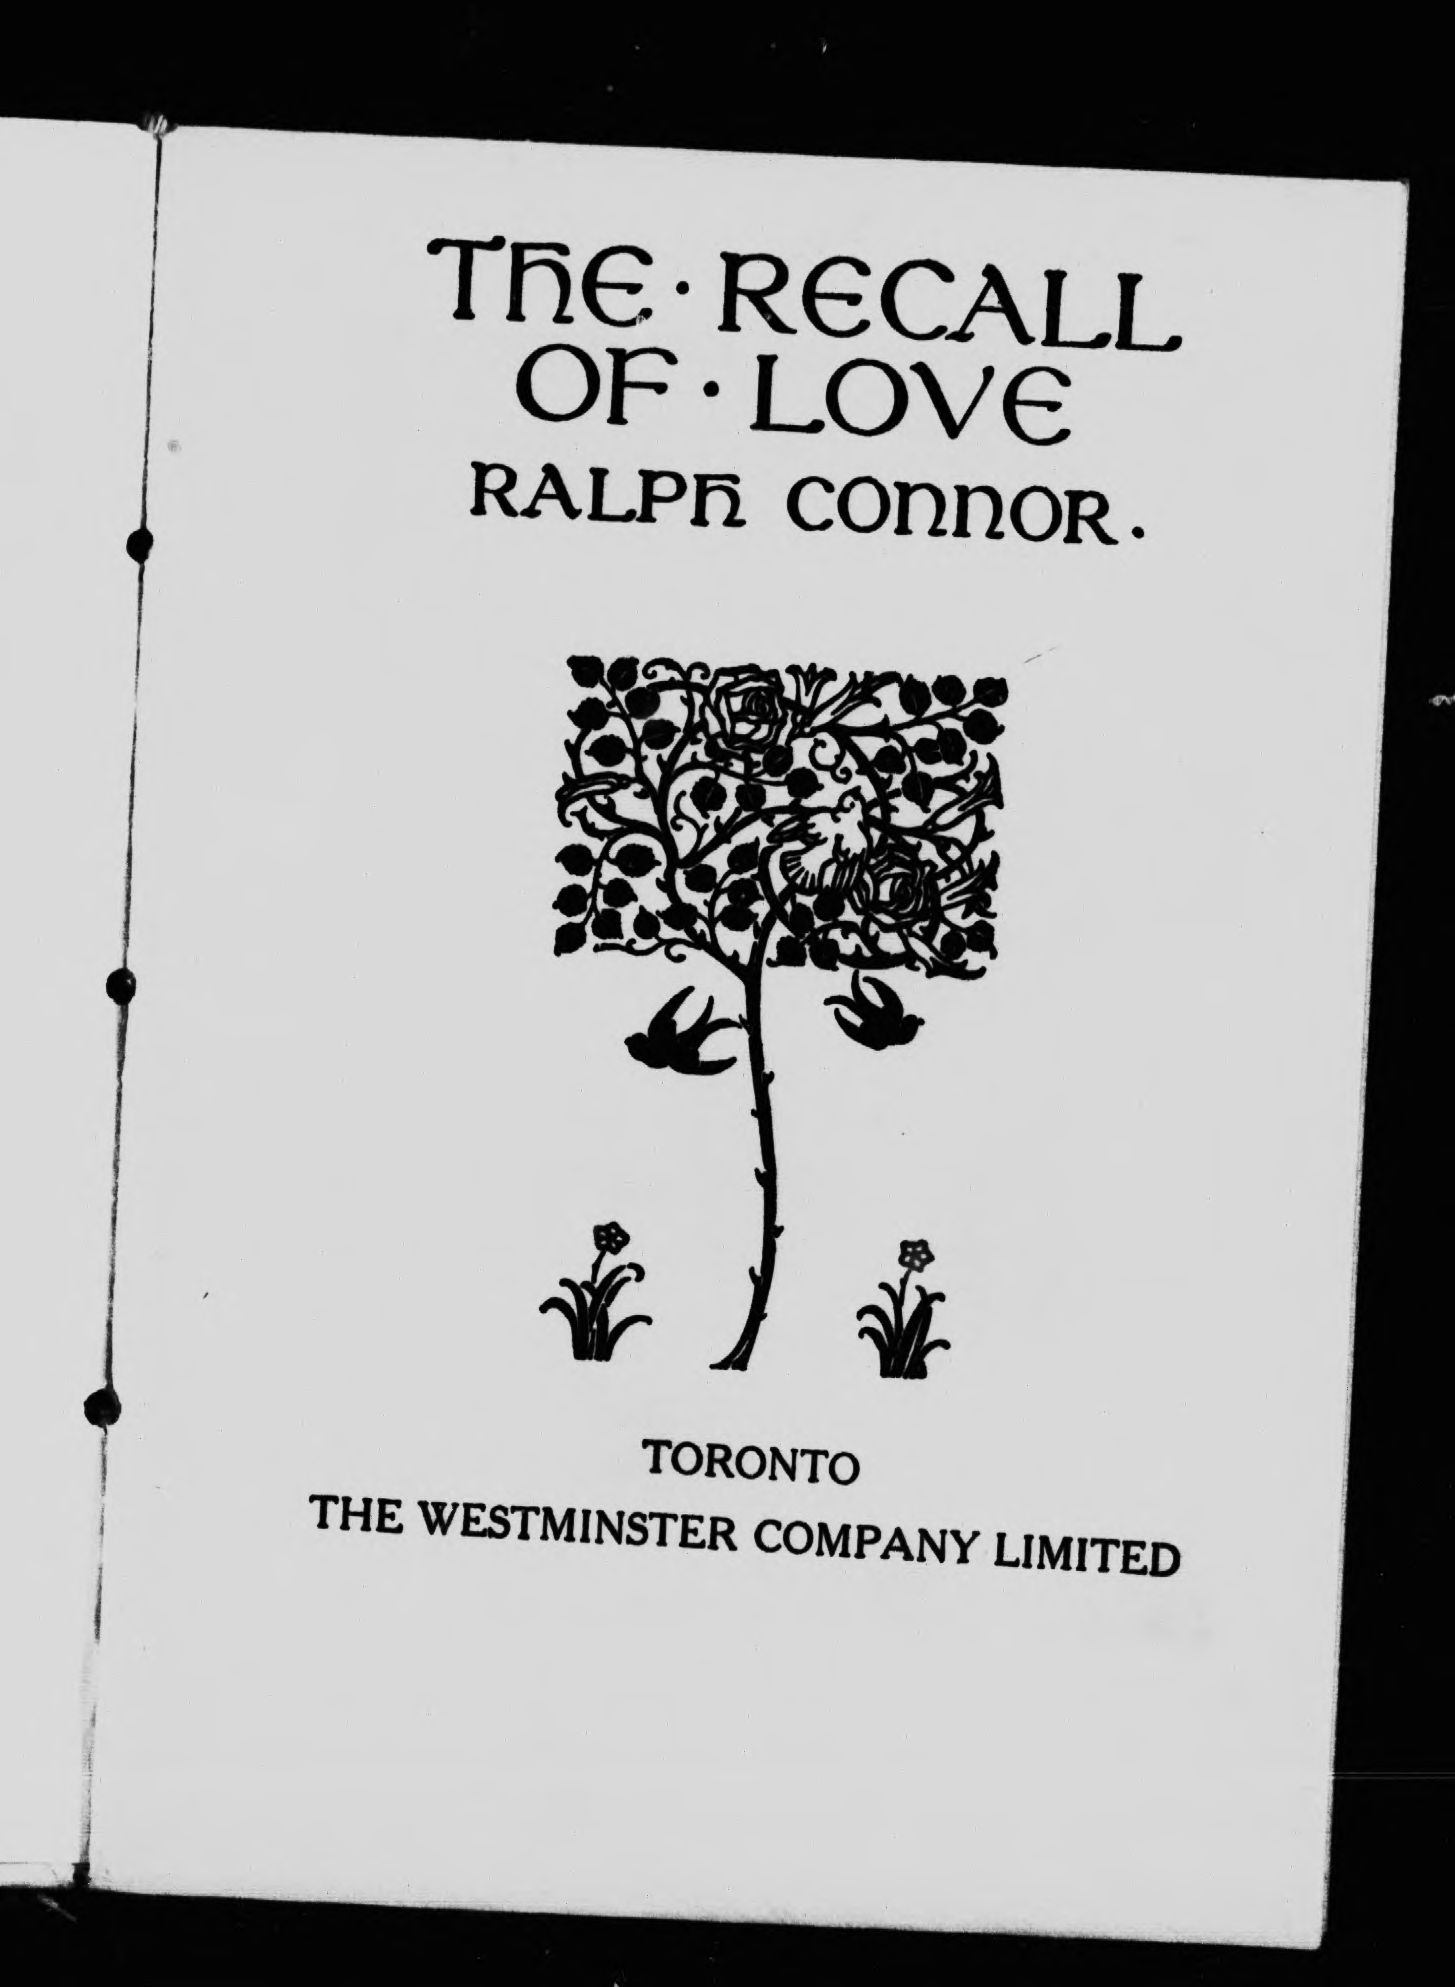 THE · RECALL
OF · LOVE
RALPH CONNOR.
TORONTO
THE WESTMINSTER COMPANY LIMITED